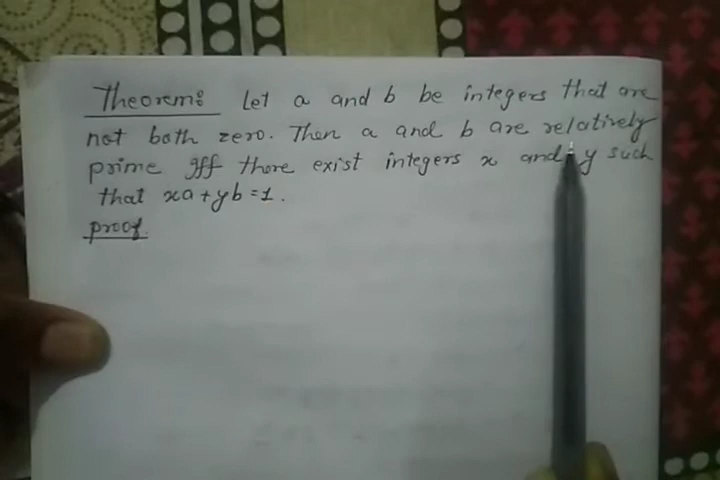 Theorem: Let a and b be integers that are
not both zero. Then a and b are relatively
prime iff there exist integers x and y such
that xa+yb=1.
proof.